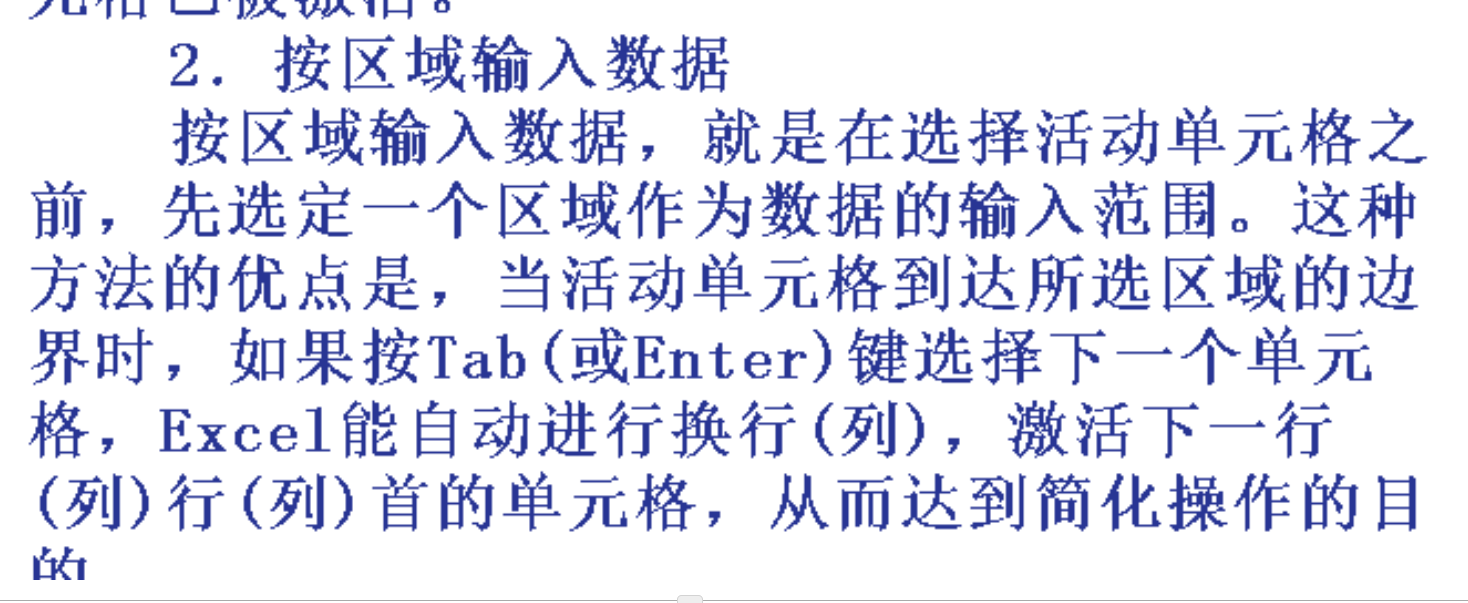 元格已被激活。
2. 按区域输入数据
按区域输入数据，就是在选择活动单元格之
前，先选定一个区域作为数据的输入范围。这种
方法的优点是，当活动单元格到达所选区域的边
界时，如果按Tab(或Enter)键选择下一个单元
格，Excel能自动进行换行(列)，激活下一行
(列)行(列)首的单元格，从而达到简化操作的目
的